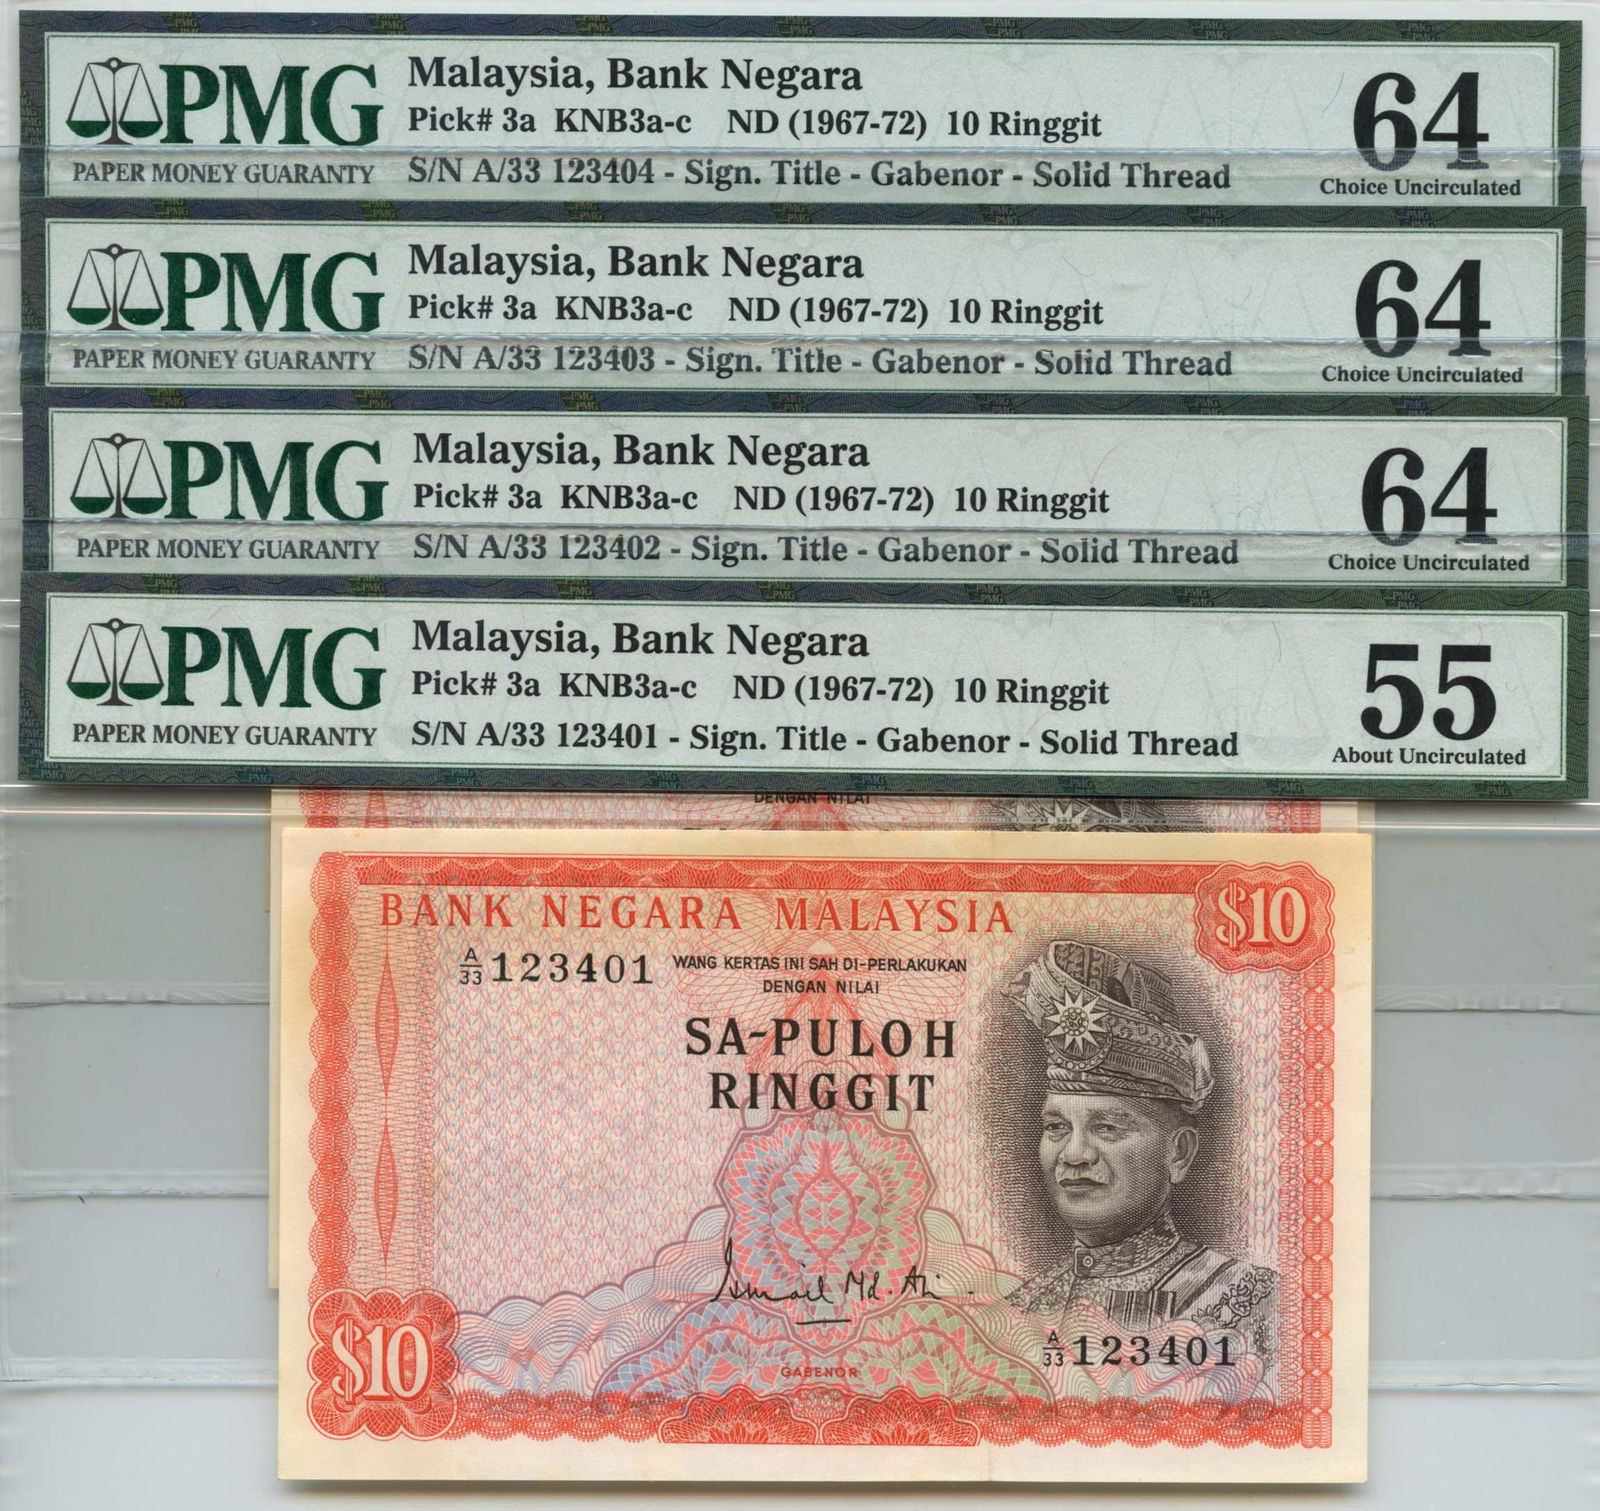 PMG
PAPER MONEY GUARANTY
Malaysia, Bank Negara
Pick# 3a KNB3a-c ND (1967-72) 10 Ringgit
S/N A/33 123404 - Sign. Title - Gabenor - Solid Thread
64
Choice Uncirculated
PMG
PAPER MONEY GUARANTY
Malaysia, Bank Negara
Pick# 3a KNB3a-c ND (1967-72) 10 Ringgit
S/N A/33 123403 - Sign. Title - Gabenor - Solid Thread
64
Choice Uncirculated
PMG
PAPER MONEY GUARANTY
Malaysia, Bank Negara
Pick# 3a KNB3a-c ND (1967-72) 10 Ringgit
S/N A/33 123402 - Sign. Title - Gabenor - Solid Thread
64
Choice Uncirculated
PMG
PAPER MONEY GUARANTY
Malaysia, Bank Negara
Pick# 3a KNB3a-c ND (1967-72) 10 Ringgit
S/N A/33 123401 - Sign. Title - Gabenor - Solid Thread
55
About Uncirculated
DENGAN NILAI
BANK NEGARA MALAYSIA
$10
A/33 123401
WANG KERTAS INI SAH DI-PERLAKUKAN
DENGAN NILAI
SA-PULOH
RINGGIT
Ismail Md. Ali
A/33 123401
GABENOR
$10